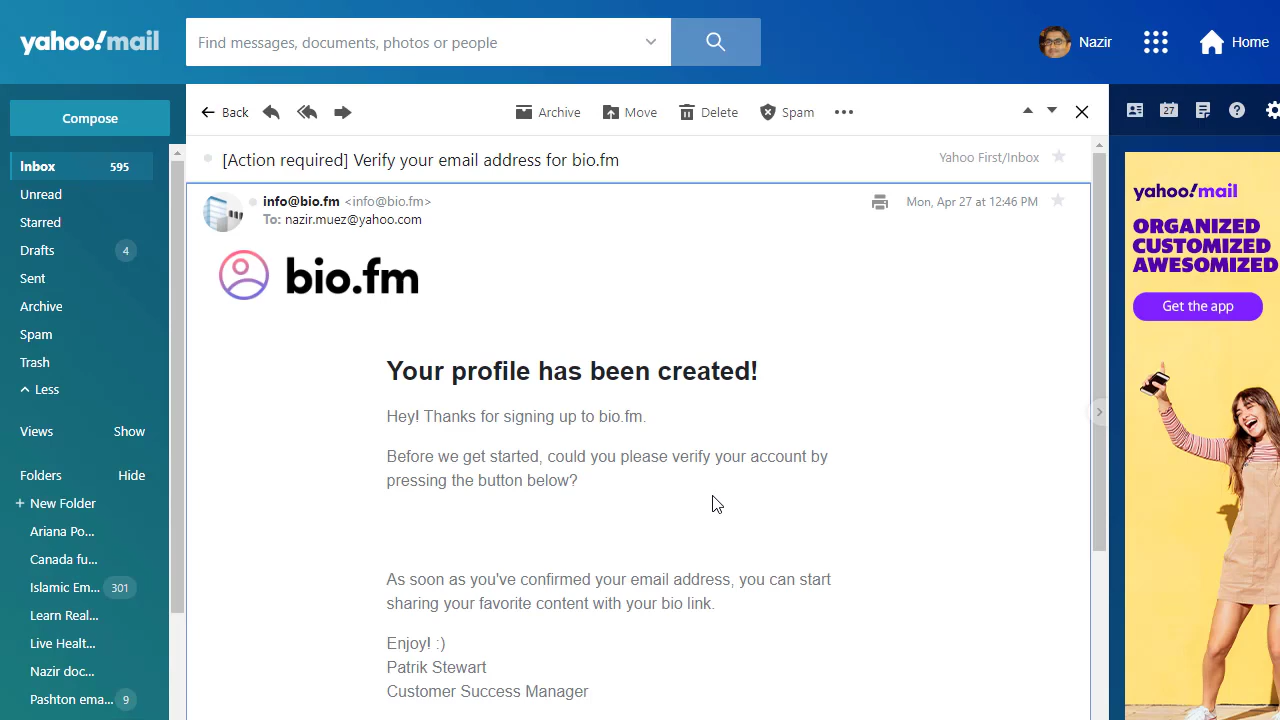 yahoo!mail
Find messages, documents, photos or people
Nazir
Home
Compose
Back
Archive
Move
Delete
Spam
27
Inbox 595
Unread
Starred
Drafts 4
Sent
Archive
Spam
Trash
Less
Views Show
Folders Hide
+ New Folder
Ariana Po...
Canada fu...
Islamic Em... 301
Learn Real...
Live Healt...
Nazir doc...
Pashton ema... 9
[Action required] Verify your email address for bio.fm
Yahoo First/Inbox
info@bio.fm <info@bio.fm>
Mon, Apr 27 at 12:46 PM
To: nazir.muez@yahoo.com
bio.fm
Your profile has been created!
Hey! Thanks for signing up to bio.fm.
Before we get started, could you please verify your account by
pressing the button below?
As soon as you've confirmed your email address, you can start
sharing your favorite content with your bio link.
Enjoy! :)
Patrik Stewart
Customer Success Manager
yahoo!mail
ORGANIZED
CUSTOMIZED
AWESOMIZED
Get the app